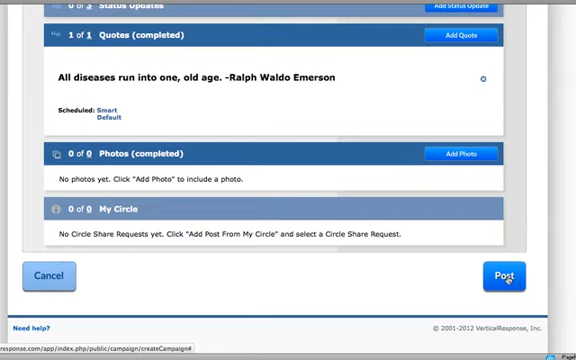 0 of 3 Status Updates Add Status Update
1 of 1 Quotes (completed) Add Quote
All diseases run into one, old age. -Ralph Waldo Emerson
Scheduled: Smart
Default
0 of 0 Photos (completed) Add Photo
No photos yet. Click "Add Photo" to include a photo.
0 of 0 My Circle
No Circle Share Requests yet. Click "Add Post From My Circle" and select a Circle Share Request.
Cancel Post
Need help? © 2001-2012 VerticalResponse, Inc.
response.com/app/index.php/public/campaign/createCampaign#